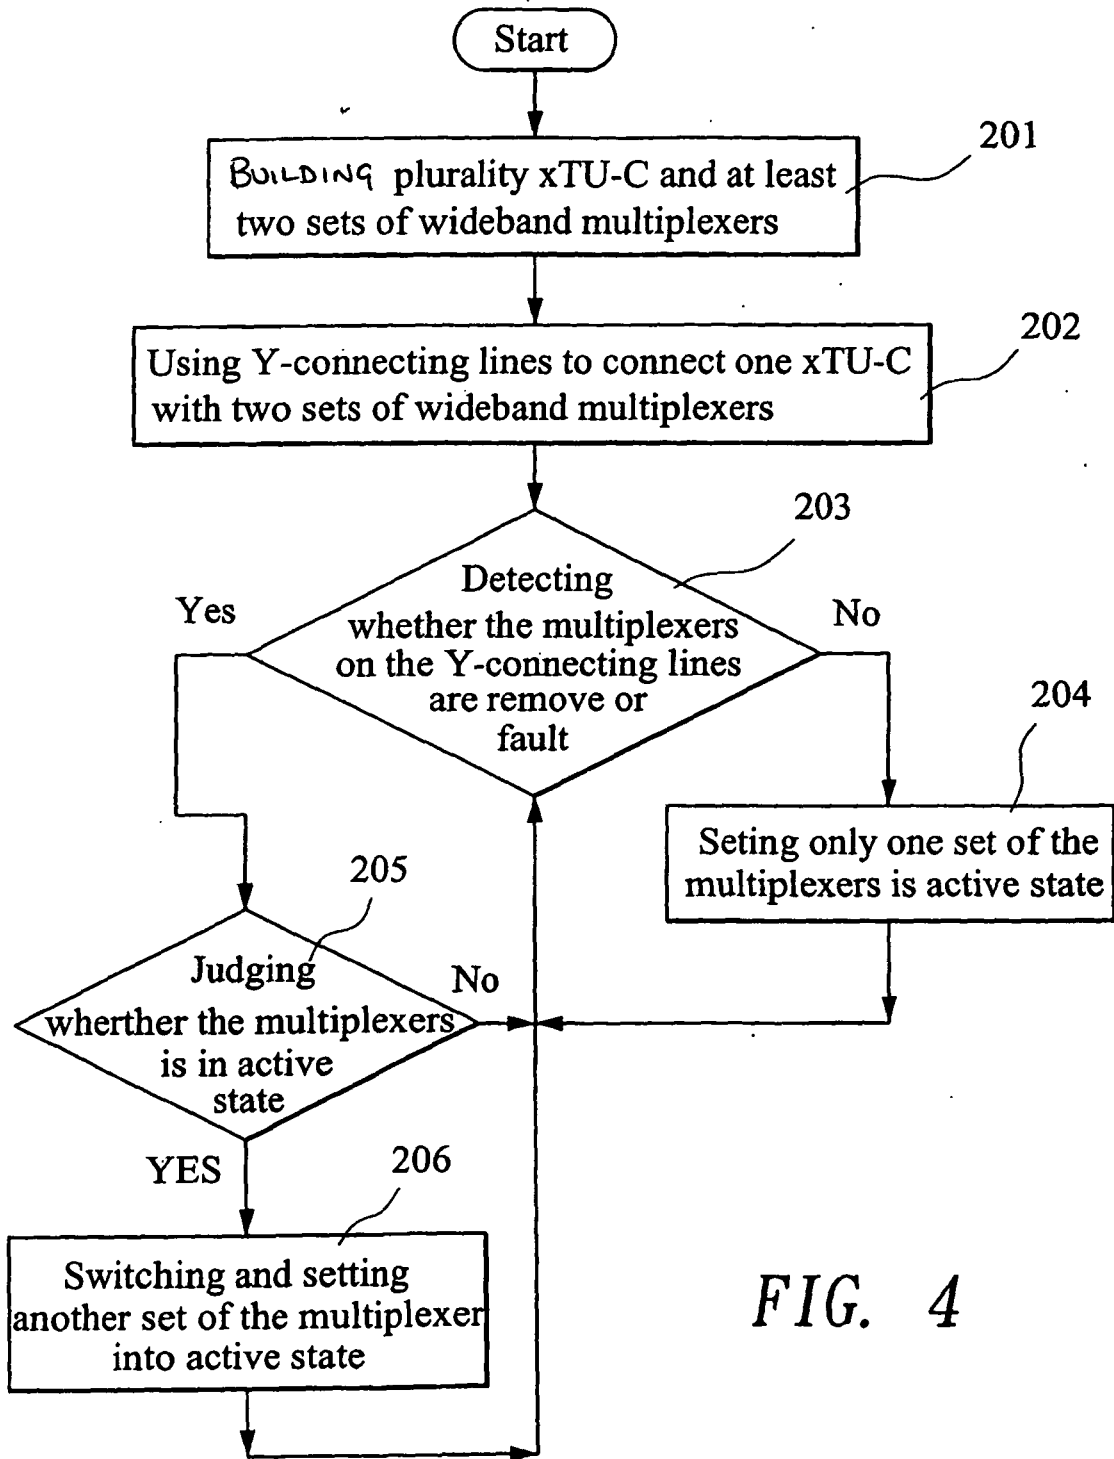 Start
201
BUILDING plurality xTU-C and at least
two sets of wideband multiplexers
202
Using Y-connecting lines to connect one xTU-C
with two sets of wideband multiplexers
203
Detecting
whether the multiplexers
on the Y-connecting lines
are remove or
fault
Yes
No
204
Seting only one set of the
multiplexers is active state
205
Judging
wherther the multiplexers
is in active
state
No
YES
206
Switching and setting
another set of the multiplexer
into active state
FIG. 4